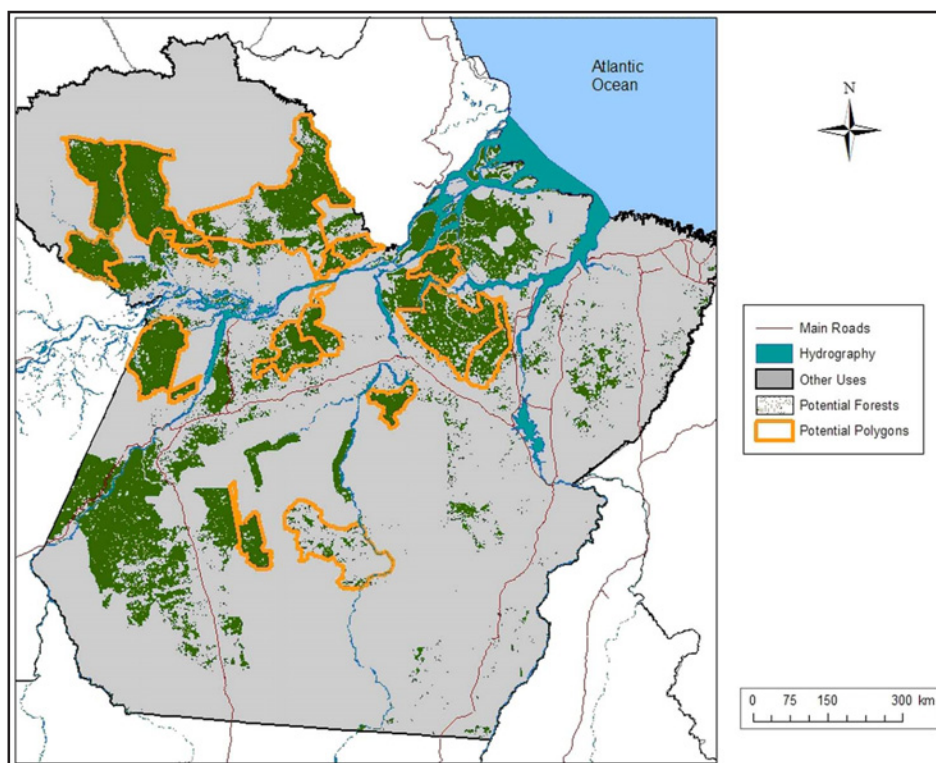 Atlantic
Ocean
N
Main Roads
Hydrography
Other Uses
Potential Forests
Potential Polygons
0 75 150 300 km